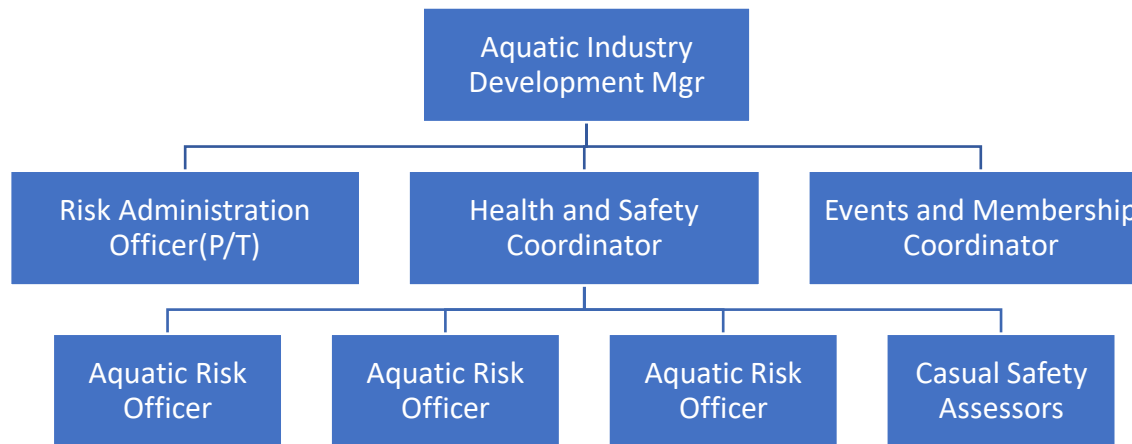 Aquatic Industry
Development Mgr
Risk Administration
Officer(P/T)
Health and Safety
Coordinator
Events and Membership
Coordinator
Aquatic Risk
Officer
Aquatic Risk
Officer
Aquatic Risk
Officer
Casual Safety
Assessors